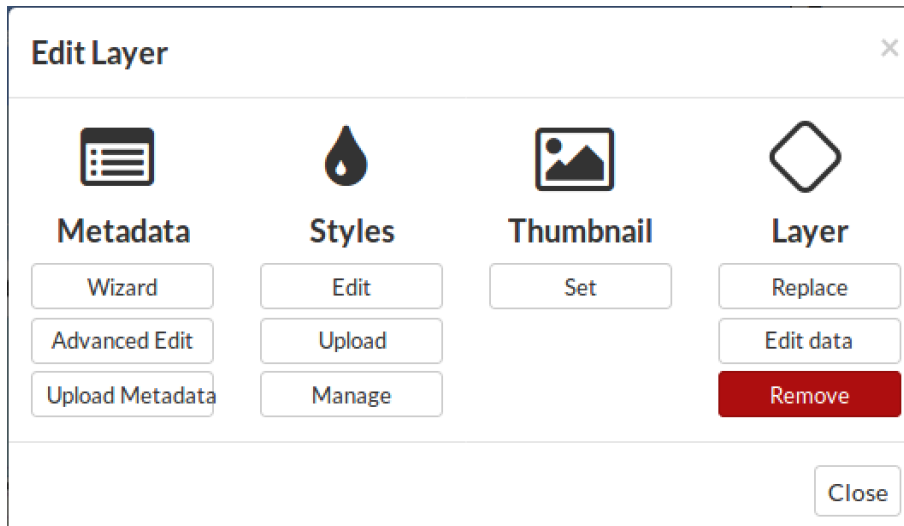 Edit Layer
×
Metadata
Styles
Thumbnail
Layer
Wizard
Edit
Set
Replace
Advanced Edit
Upload
Edit data
Upload Metadata
Manage
Remove
Close